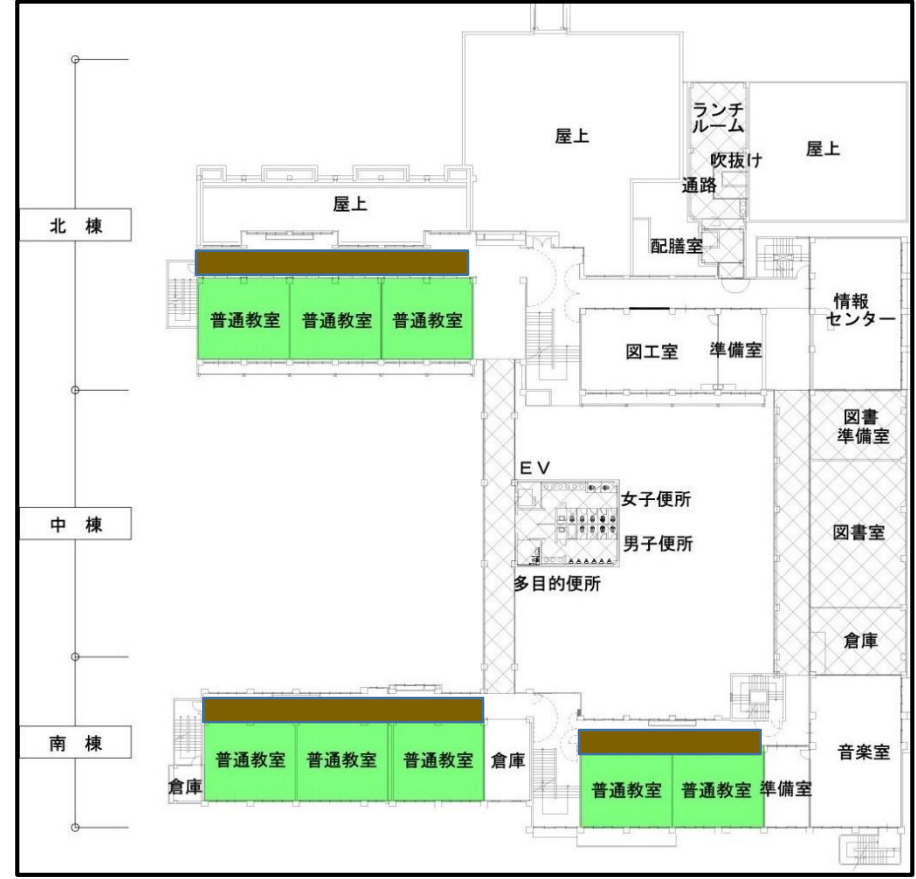 ランチ
ルーム
屋上
屋上
吹抜け
通路
屋上
北 棟
配膳室
情報
センター
普通教室
普通教室
普通教室
図工室
準備室
図書
準備室
EV
女子便所
中 棟
男子便所
図書室
多目的便所
倉庫
南 棟
普通教室
普通教室
普通教室
倉庫
音楽室
倉庫
普通教室
普通教室
準備室